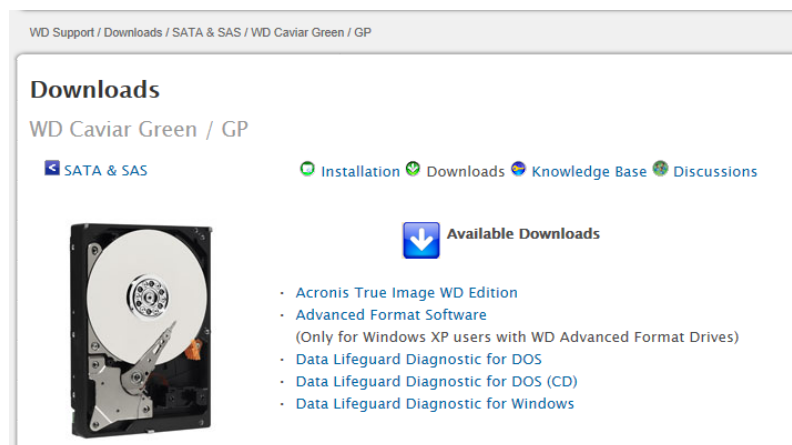 WD Support / Downloads / SATA & SAS / WD Caviar Green / GP
Downloads
WD Caviar Green / GP
SATA & SAS
Installation Downloads Knowledge Base Discussions
Available Downloads
· Acronis True Image WD Edition
· Advanced Format Software
(Only for Windows XP users with WD Advanced Format Drives)
· Data Lifeguard Diagnostic for DOS
· Data Lifeguard Diagnostic for DOS (CD)
· Data Lifeguard Diagnostic for Windows